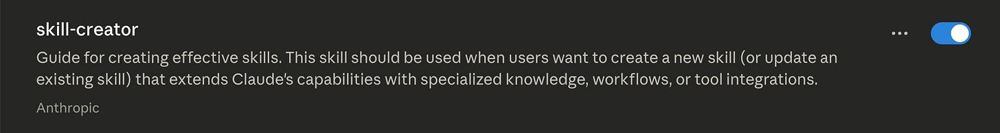 skill-creator
Guide for creating effective skills. This skill should be used when users want to create a new skill (or update an
existing skill) that extends Claude's capabilities with specialized knowledge, workflows, or tool integrations.
Anthropic